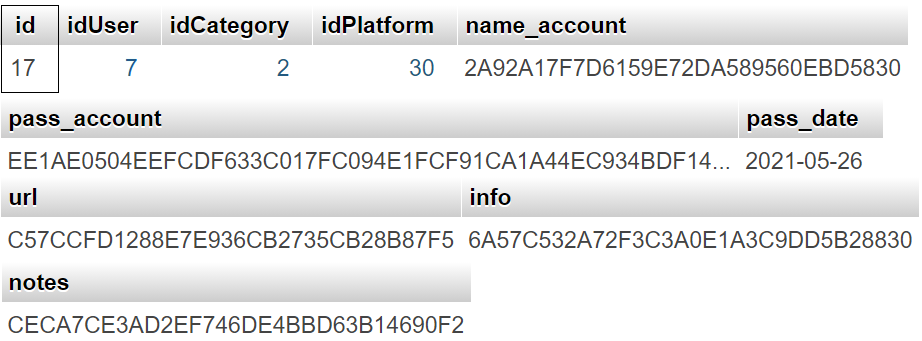 id idUser idCategory idPlatform name_account
17 7 2 30 2A92A17F7D6159E72DA589560EBD5830
pass_account pass_date
EE1AE0504EEFCDF633C017FC094E1FCF91CA1A44EC934BDF14... 2021-05-26
url info
C57CCFD1288E7E936CB2735CB28B87F5 6A57C532A72F3C3A0E1A3C9DD5B28830
notes
CECA7CE3AD2EF746DE4BBD63B14690F2